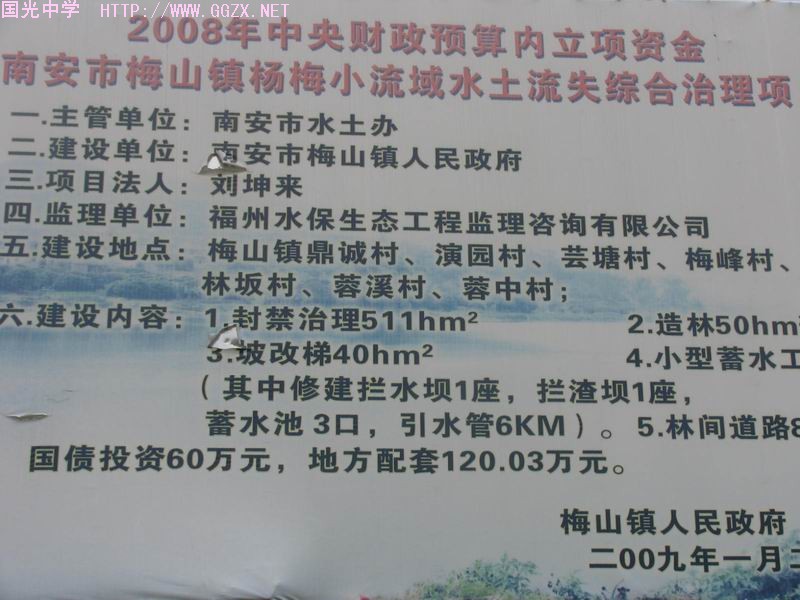 国光中学 HTTP://WWW.GGZX.NET
2008年中央财政预算内立项资金
南安市梅山镇杨梅小流域水土流失综合治理项
一.主管单位：南安市水土办
二.建设单位：南安市梅山镇人民政府
三.项目法人：刘坤来
四.监理单位：福州水保生态工程监理咨询有限公司
五.建设地点：梅山镇鼎诚村、演园村、芸塘村、梅峰村、
林坂村、蓉溪村、蓉中村；
六.建设内容：1.封禁治理511hm² 2.造林50hm
3.坡改梯40hm² 4.小型蓄水工
（其中修建拦水坝1座，拦渣坝1座，
蓄水池 3口，引水管6KM）。5.林间道路8
国债投资60万元，地方配套120.03万元。
梅山镇人民政府
二00九年一月二